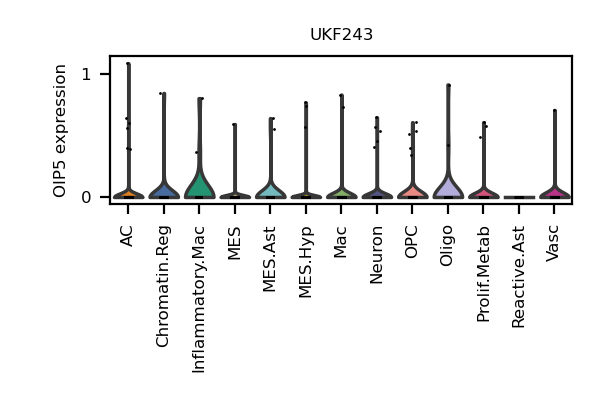 UKF243
OIP5 expression
1
0
AC
Chromatin.Reg
Inflammatory.Mac
MES
MES.Ast
MES.Hyp
Mac
Neuron
OPC
Oligo
Prolif.Metab
Reactive.Ast
Vasc